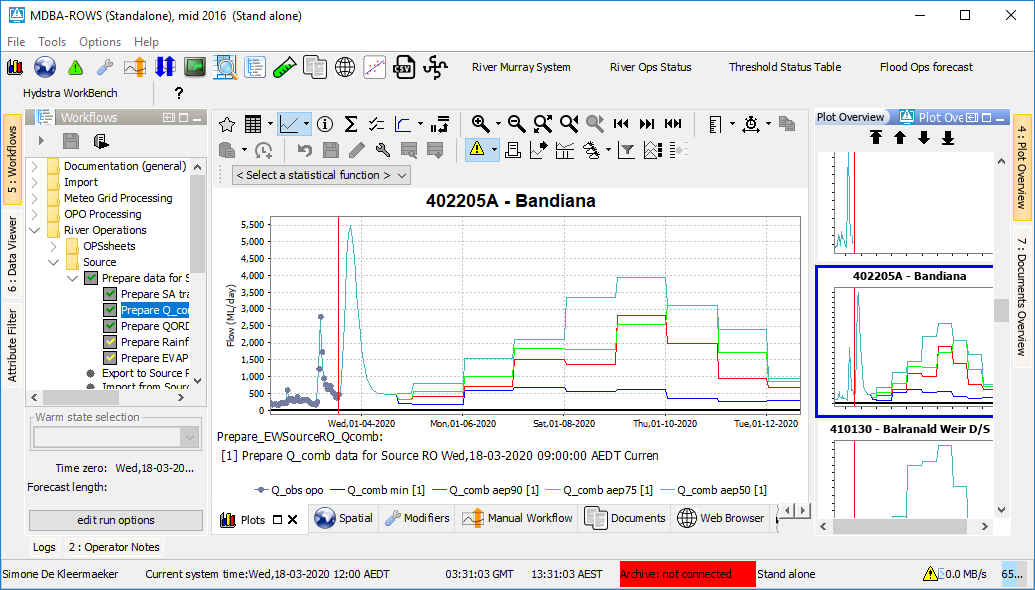 MDBA-ROWS (Standalone), mid 2016 (Stand alone)
File Tools Options Help
River Murray System River Ops Status Threshold Status Table Flood Ops forecast
Hydstra WorkBench ?
Workflows
5 : Workflows
6 : Data Viewer
Attribute Filter
Documentation (general)
Import
Meteo Grid Processing
OPO Processing
River Operations
OPSsheets
Source
Prepare data for S
Prepare SA tra
Prepare Q_co
Prepare QORD
Prepare Rainf
Prepare EVAP
Export to Source R
Import from Sour
Warm state selection
Time zero: Wed,18-03-20...
Forecast length:
edit run options
CSV
< Select a statistical function >
402205A - Bandiana
Flow (ML/day)
5,500
5,000
4,500
4,000
3,500
3,000
2,500
2,000
1,500
1,000
500
0
Wed,01-04-2020 Mon,01-06-2020 Sat,01-08-2020 Thu,01-10-2020 Tue,01-12-2020
Prepare_EWSourceRO_Qcomb:
[1] Prepare Q_comb data for Source RO Wed,18-03-2020 09:00:00 AEDT Curren
Q_obs opo Q_comb min [1] Q_comb aep90 [1] Q_comb aep75 [1] Q_comb aep50 [1]
Plots Spatial Modifiers Manual Workflow Documents Web Browser
Plot Overview Plot Ove
402205A - Bandiana
410130 - Balranald Weir D/S
4 : Plot Overview
7 : Documents Overview
Logs 2 : Operator Notes
Simone De Kleermaeker Current system time:Wed,18-03-2020 12:00 AEDT 03:31:03 GMT 13:31:03 AEST Archive: not connected Stand alone 0.0 MB/s 65...